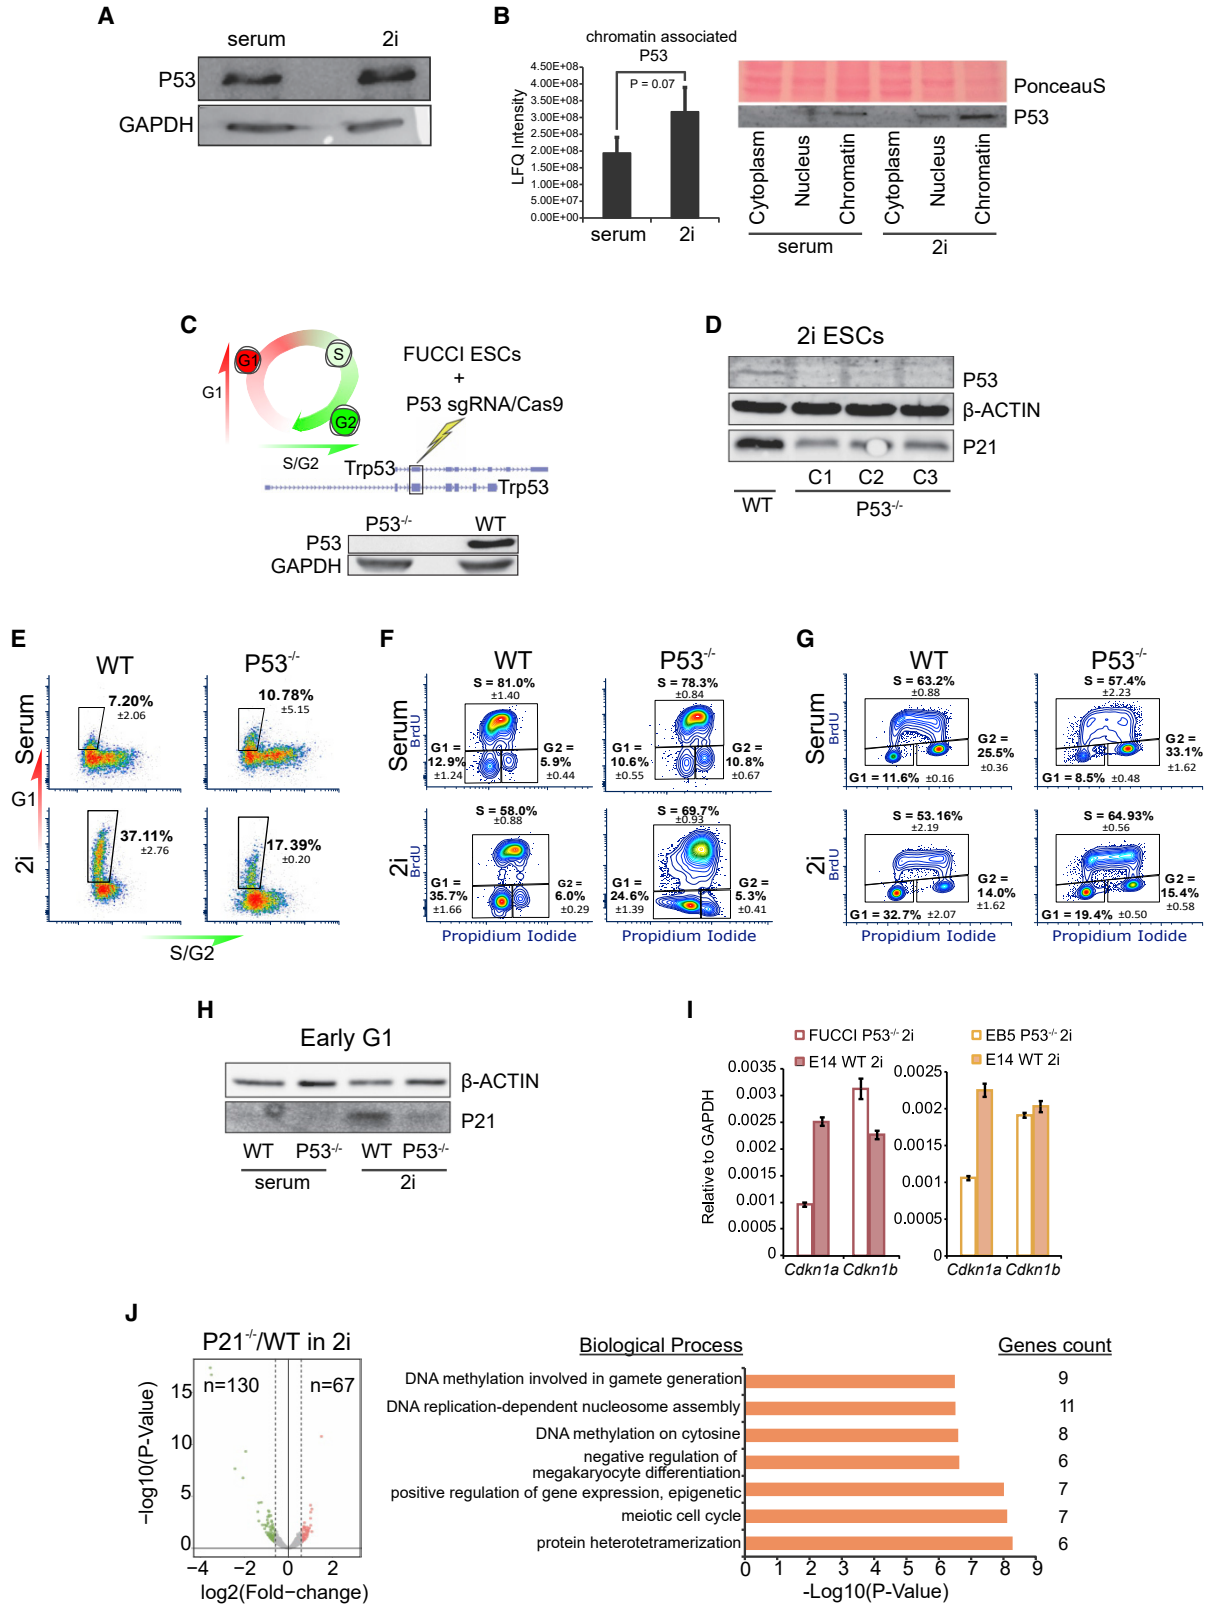 A
serum 2i
P53
GAPDH
B
chromatin associated
P53
P = 0.07
4.50E+08
4.00E+08
3.50E+08
3.00E+08
2.50E+08
2.00E+08
1.50E+08
1.00E+08
5.00E+07
0.00E+00
LFQ Intensity
serum 2i
PonceauS
P53
Cytoplasm Nucleus Chromatin Cytoplasm Nucleus Chromatin
serum 2i
C
G1 S G2
G1
S/G2
FUCCI ESCs
+
P53 sgRNA/Cas9
Trp53
Trp53
P53-/- WT
P53
GAPDH
D
2i ESCs
P53
β-ACTIN
P21
C1 C2 C3
WT P53-/-
E
WT P53-/-
Serum
7.20%
±2.06
10.78%
±5.15
G1
2i
37.11%
±2.76
17.39%
±0.20
S/G2
F
WT P53-/-
Serum
BrdU
S = 81.0%
±1.40
G1 =
12.9%
±1.24
G2 =
5.9%
±0.44
S = 78.3%
±0.84
G1 =
10.6%
±0.55
G2 =
10.8%
±0.67
2i
BrdU
S = 58.0%
±0.88
G1 =
35.7%
±1.66
G2 =
6.0%
±0.29
S = 69.7%
±0.93
G1 =
24.6%
±1.39
G2 =
5.3%
±0.41
Propidium Iodide Propidium Iodide
G
WT P53-/-
Serum
BrdU
S = 63.2%
±0.88
G2 =
25.5%
±0.36
G1 = 11.6% ±0.16
S = 57.4%
±2.23
G2 =
33.1%
±1.62
G1 = 8.5% ±0.48
2i
BrdU
S = 53.16%
±2.19
G2 =
14.0%
±1.62
G1 = 32.7% ±2.07
S = 64.93%
±0.56
G2 =
15.4%
±0.58
G1 = 19.4% ±0.50
Propidium Iodide Propidium Iodide
H
Early G1
β-ACTIN
P21
WT P53-/- WT P53-/-
serum 2i
I
FUCCI P53-/- 2i
E14 WT 2i
EB5 P53-/- 2i
E14 WT 2i
Relative to GAPDH
0.0035
0.003
0.0025
0.002
0.0015
0.001
0.0005
0
Cdkn1a Cdkn1b
0.0025
0.002
0.0015
0.001
0.0005
0
Cdkn1a Cdkn1b
J
P21-/-/WT in 2i
n=130 n=67
−log10(P-Value)
15
10
5
0
−4 −2 0 2
log2(Fold−change)
Biological Process Genes count
DNA methylation involved in gamete generation 9
DNA replication-dependent nucleosome assembly 11
DNA methylation on cytosine 8
negative regulation of
megakaryocyte differentiation 6
positive regulation of gene expression, epigenetic 7
meiotic cell cycle 7
protein heterotetramerization 6
0 1 2 3 4 5 6 7 8 9
-Log10(P-Value)